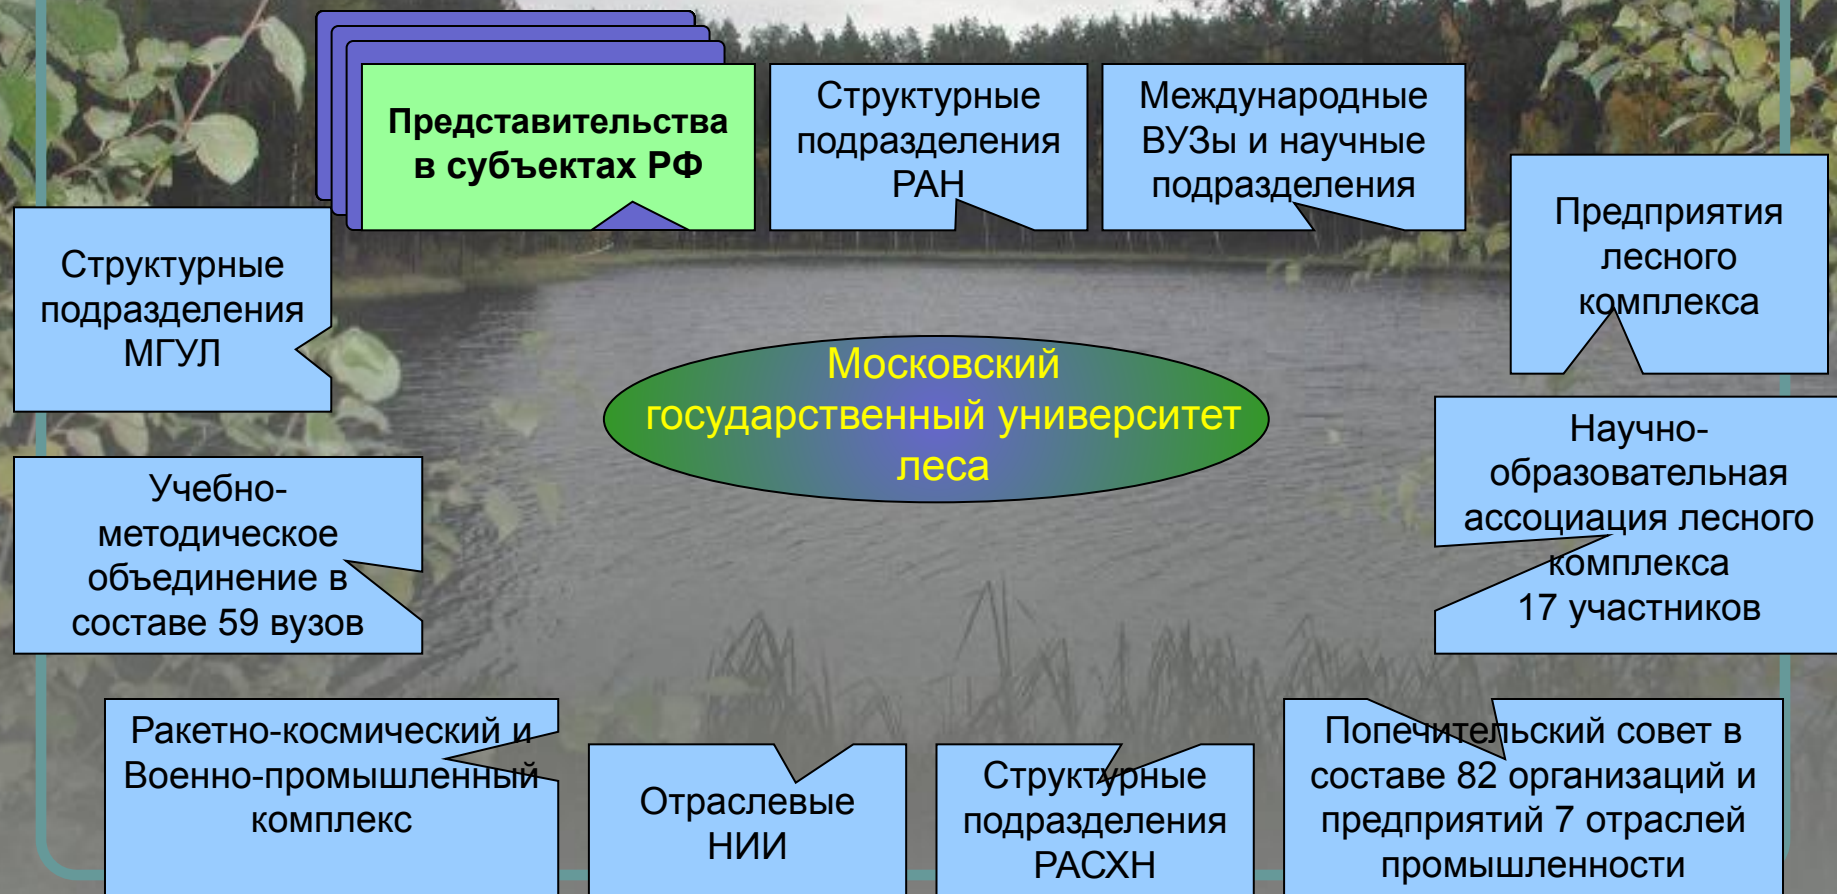 Представительства
в субъектах РФ
Структурные
подразделения
РАН
Международные
ВУЗы и научные
подразделения
Предприятия
лесного
комплекса
Структурные
подразделения
МГУЛ
Московский
государственный университет
леса
Научно-
образовательная
ассоциация лесного
комплекса
17 участников
Учебно-
методическое
объединение в
составе 59 вузов
Ракетно-космический и
Военно-промышленный
комплекс
Отраслевые
НИИ
Структурные
подразделения
РАСХН
Попечительский совет в
составе 82 организаций и
предприятий 7 отраслей
промышленности